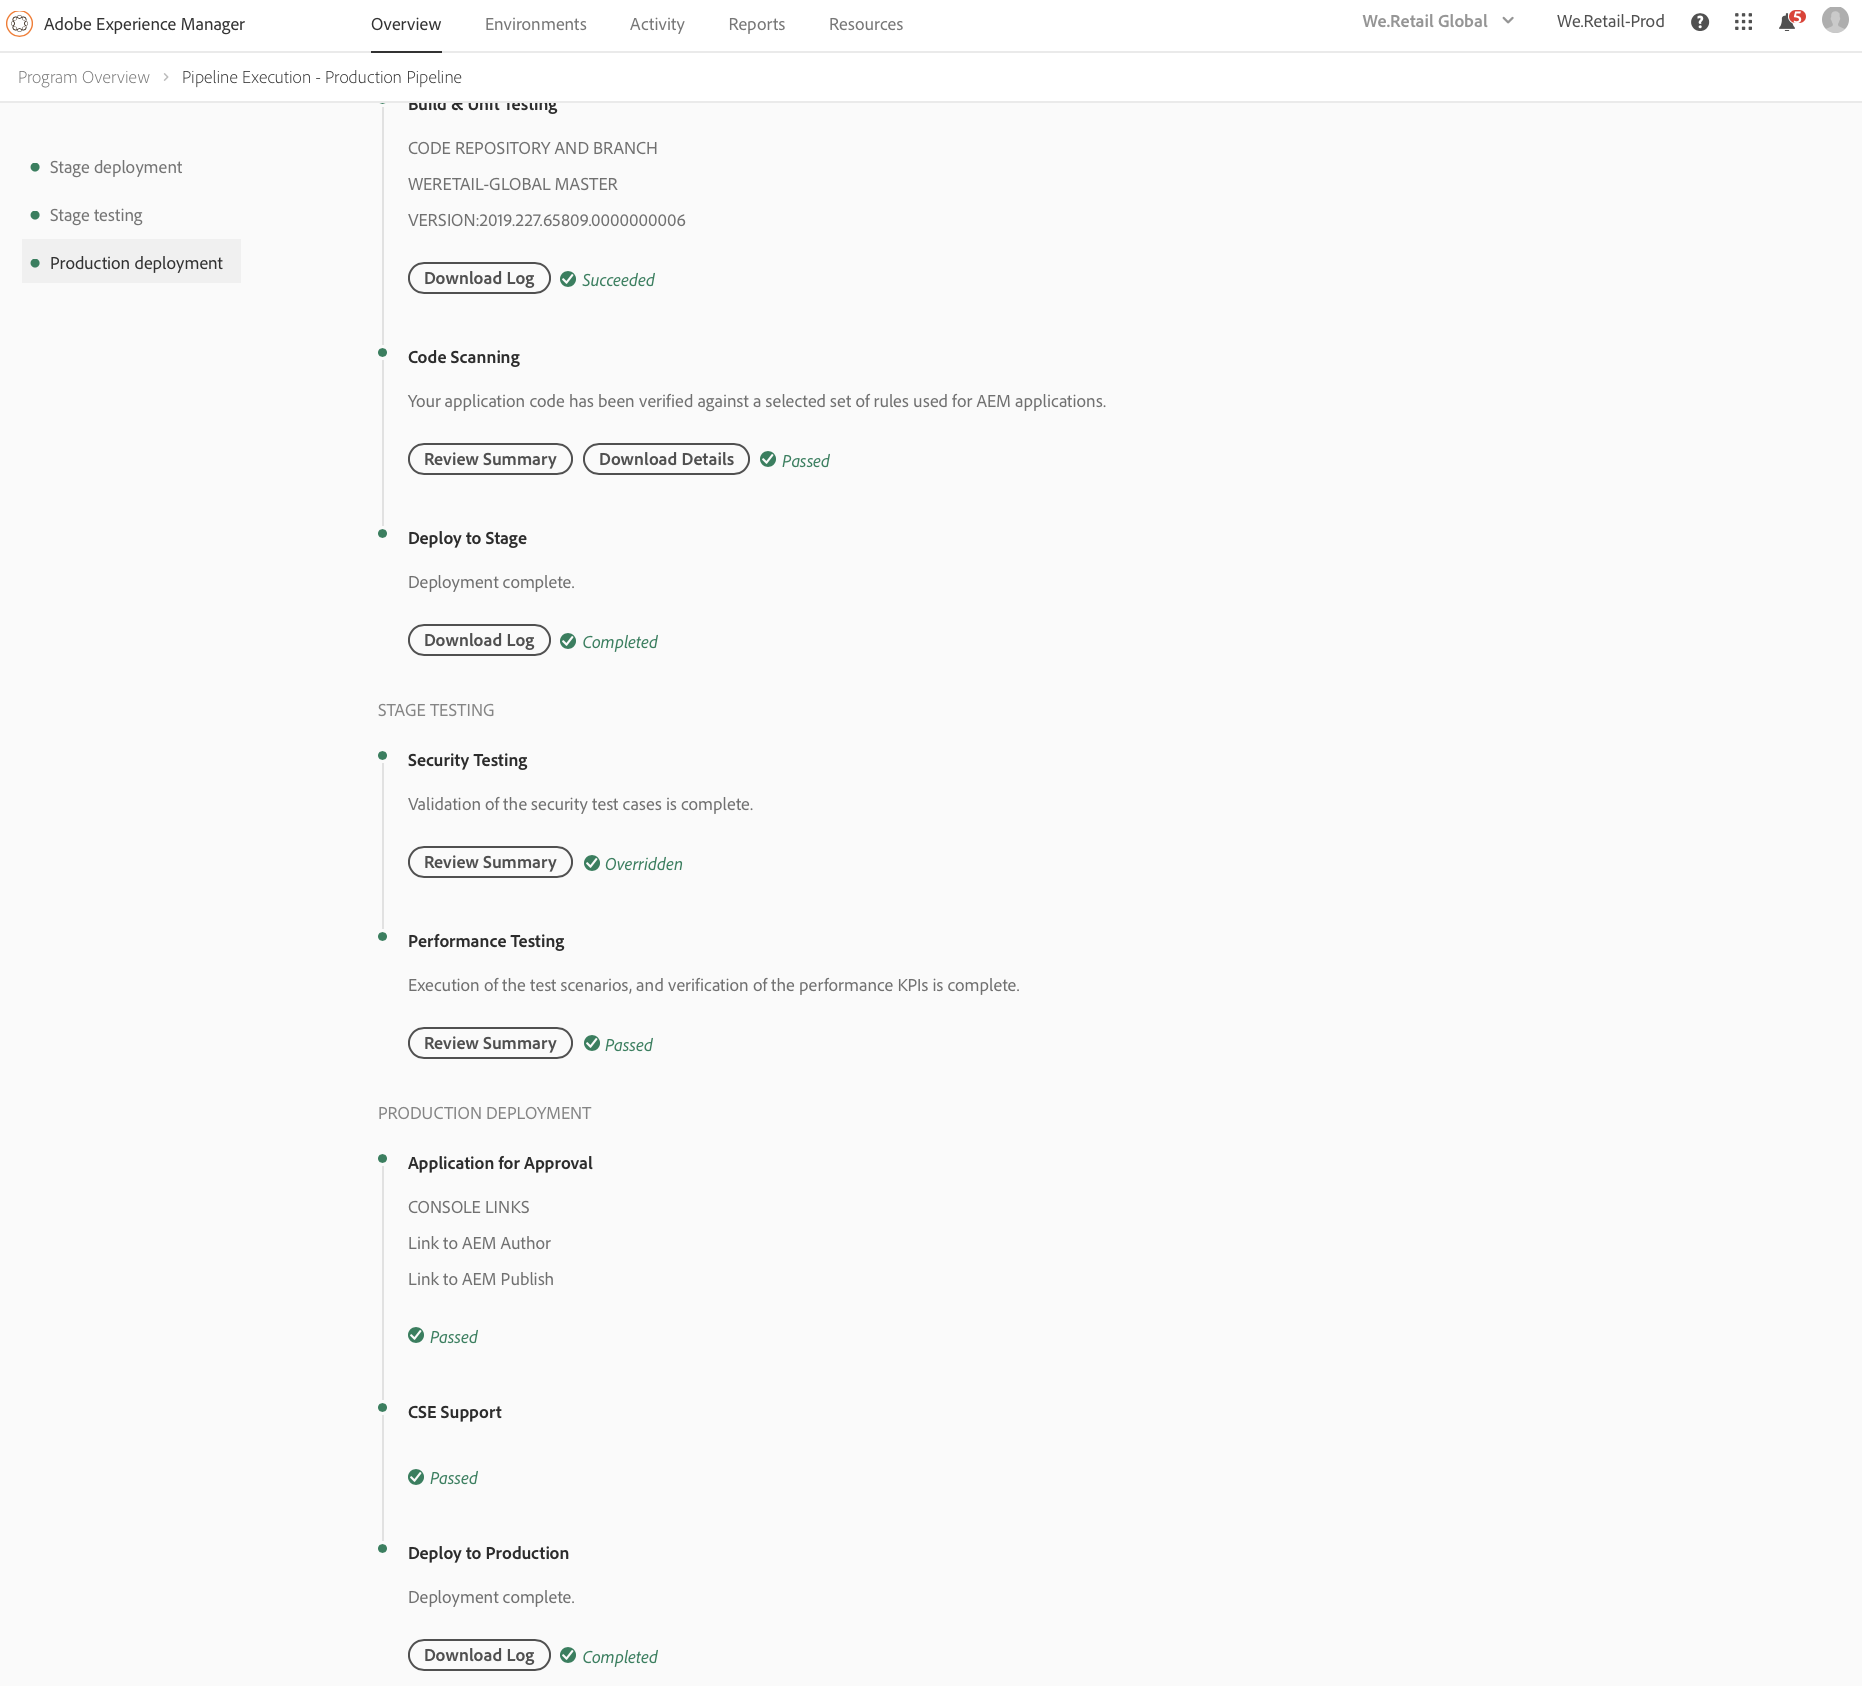 Adobe Experience Manager
Overview
Environments
Activity
Reports
Resources
We.Retail Global
We.Retail-Prod
5
Program Overview > Pipeline Execution - Production Pipeline
Stage deployment
Stage testing
Production deployment
Build & Unit Testing
CODE REPOSITORY AND BRANCH
WERETAIL-GLOBAL MASTER
VERSION:2019.227.65809.0000000006
Download Log Succeeded
Code Scanning
Your application code has been verified against a selected set of rules used for AEM applications.
Review Summary Download Details Passed
Deploy to Stage
Deployment complete.
Download Log Completed
STAGE TESTING
Security Testing
Validation of the security test cases is complete.
Review Summary Overridden
Performance Testing
Execution of the test scenarios, and verification of the performance KPIs is complete.
Review Summary Passed
PRODUCTION DEPLOYMENT
Application for Approval
CONSOLE LINKS
Link to AEM Author
Link to AEM Publish
Passed
CSE Support
Passed
Deploy to Production
Deployment complete.
Download Log Completed